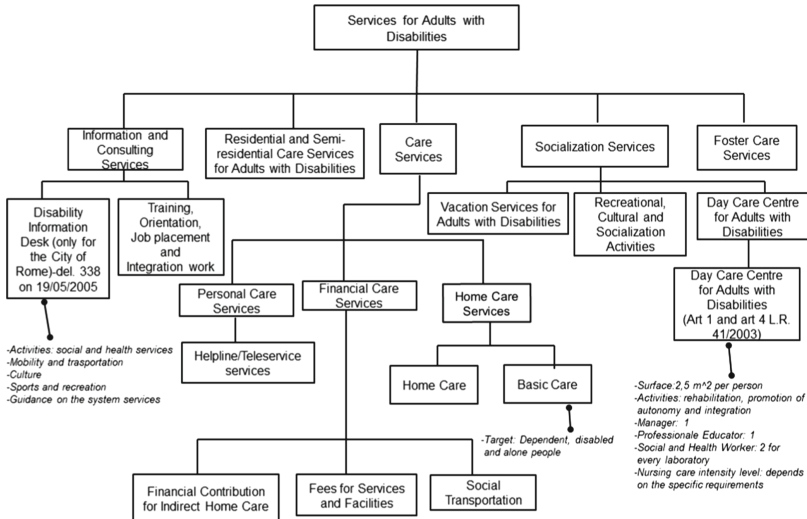 Services for Adults with
Disabilities
Information and
Consulting
Services
Residential and Semi-
residential Care Services
for Adults with Disabilities
Care
Services
Socialization Services
Foster Care
Services
Disability
Information
Desk (only for
the City of
Rome)-del. 338
on 19/05/2005
Training,
Orientation,
Job placement
and
Integration work
Vacation Services for
Adults with Disabilities
Recreational,
Cultural and
Socialization
Activities
Day Care Centre
for Adults with
Disabilities
Personal Care
Services
Financial Care
Services
Home Care
Services
Day Care Centre
for Adults with
Disabilities
(Art 1 and art 4 L.R.
41/2003)
-Activities: social and health services
-Mobility and trasportation
-Culture
-Sports and recreation
-Guidance on the system services
Helpline/Teleservice
services
Home Care
Basic Care
-Surface:2,5 m^2 per person
-Activities: rehabilitation, promotion of
autonomy and integration
-Manager: 1
-Professionale Educator: 1
-Social and Health Worker: 2 for
every laboratory
-Nursing care intensity level: depends
on the specific requirements
-Target: Dependent, disabled
and alone people
Financial Contribution
for Indirect Home Care
Fees for Services
and Facilities
Social
Transportation